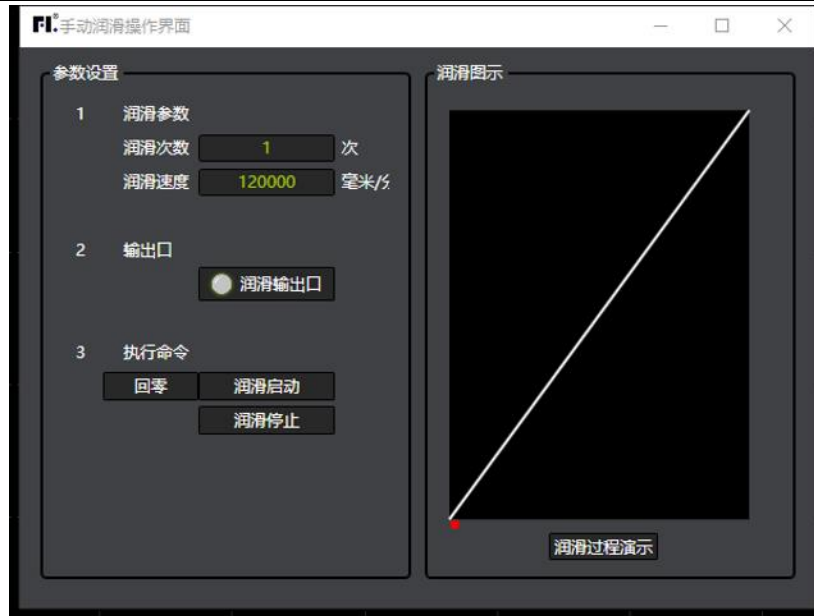 FL. 手动润滑操作界面
参数设置
1 润滑参数
润滑次数 1 次
润滑速度 120000 毫米/分
2 输出口
润滑输出口
3 执行命令
回零 润滑启动
润滑停止
润滑图示
润滑过程演示